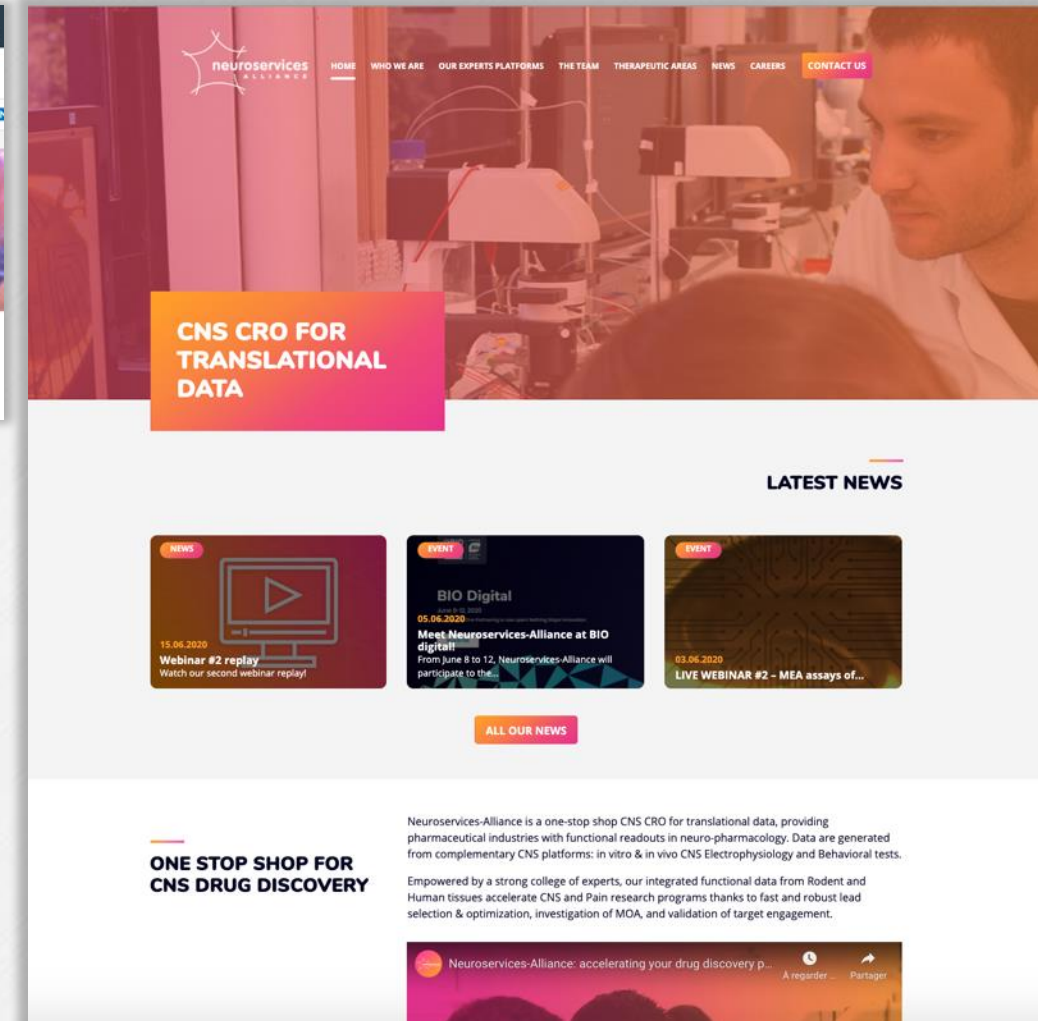 neuroservices
ALLIANCE
HOME WHO WE ARE OUR EXPERTS PLATFORMS THE TEAM THERAPEUTIC AREAS NEWS CAREERS CONTACT US
CNS CRO FOR
TRANSLATIONAL
DATA
LATEST NEWS
NEWS
15.06.2020
Webinar #2 replay
Watch our second webinar replay!
EVENT
BIO Digital
June 8-12, 2020
05.06.2020
Meet Neuroservices-Alliance at BIO
digital!
From June 8 to 12, Neuroservices-Alliance will
participate to the...
EVENT
03.06.2020
LIVE WEBINAR #2 – MEA assays of...
ALL OUR NEWS
ONE STOP SHOP FOR
CNS DRUG DISCOVERY
Neuroservices-Alliance is a one-stop shop CNS CRO for translational data, providing
pharmaceutical industries with functional readouts in neuro-pharmacology. Data are generated
from complementary CNS platforms: in vitro & in vivo CNS Electrophysiology and Behavioral tests.
Empowered by a strong college of experts, our integrated functional data from Rodent and
Human tissues accelerate CNS and Pain research programs thanks to fast and robust lead
selection & optimization, investigation of MOA, and validation of target engagement.
Neuroservices-Alliance: accelerating your drug discovery p...
À regarder ...
Partager